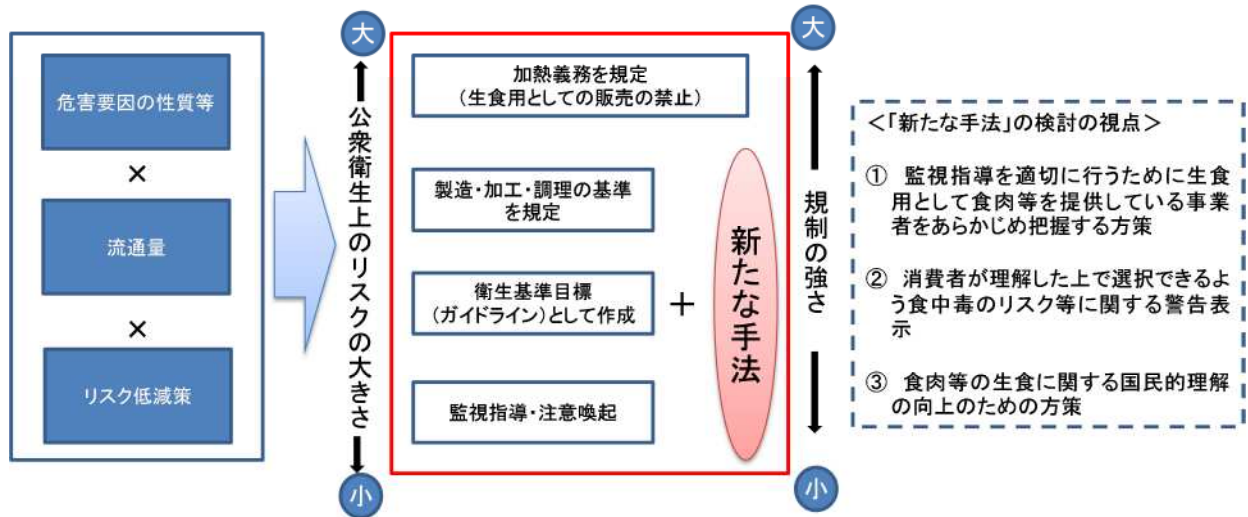 危害要因の性質等
×
流通量
×
リスク低減策
大
公衆衛生上のリスクの大きさ
小
加熱義務を規定
(生食用としての販売の禁止)
製造・加工・調理の基準
を規定
衛生基準目標
(ガイドライン)として作成
監視指導・注意喚起
+
新たな手法
大
規制の強さ
小
＜「新たな手法」の検討の視点＞
① 監視指導を適切に行うために生食
用として食肉等を提供している事業
者をあらかじめ把握する方策
② 消費者が理解した上で選択できるよ
う食中毒のリスク等に関する警告表
示
③ 食肉等の生食に関する国民的理解
の向上のための方策